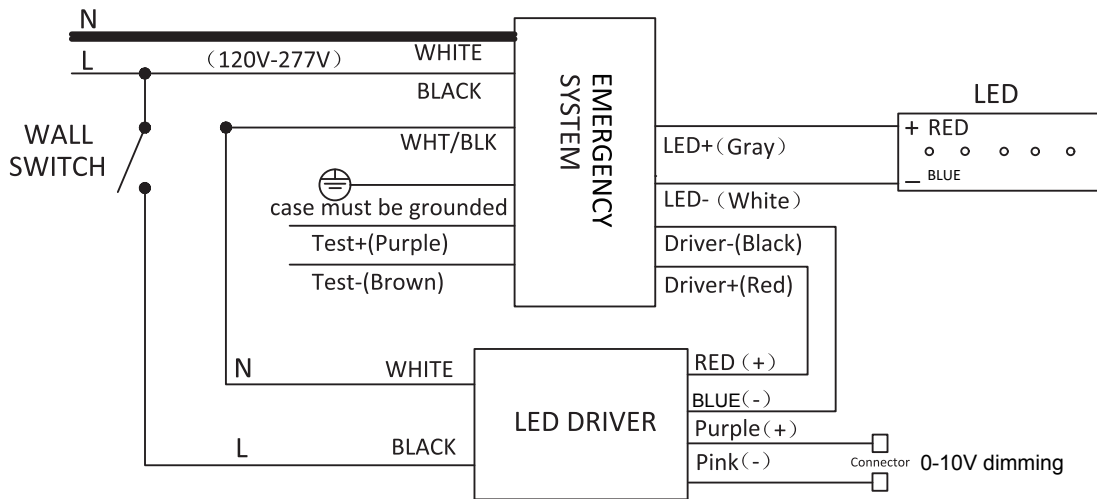 N
L
(120V-277V)
WHITE
BLACK
WALL
SWITCH
WHT/BLK
case must be grounded
Test+(Purple)
Test-(Brown)
EMERGENCY
SYSTEM
LED+(Gray)
LED-(White)
Driver-(Black)
Driver+(Red)
LED
+ RED
— BLUE
N
WHITE
L
BLACK
LED DRIVER
RED(+)
BLUE(-)
Purple(+)
Pink(-)
Connector
0-10V dimming